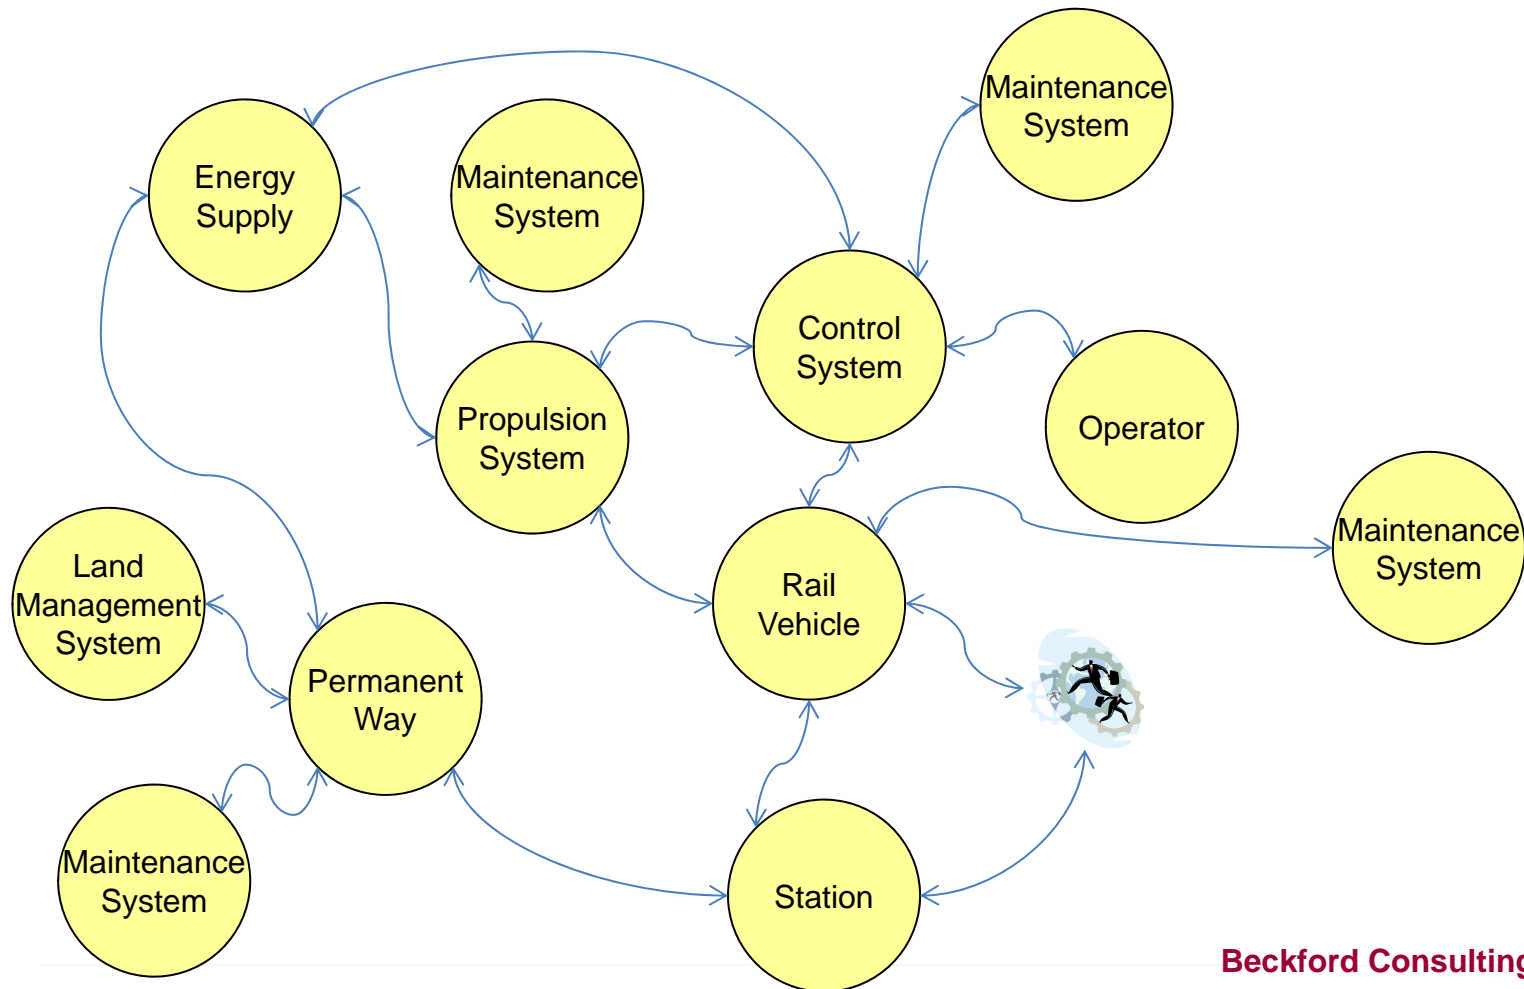 Maintenance
System
Energy
Supply
Maintenance
System
Control
System
Propulsion
System
Operator
Maintenance
System
Land
Management
System
Rail
Vehicle
Permanent
Way
Maintenance
System
Station
Beckford Consulting